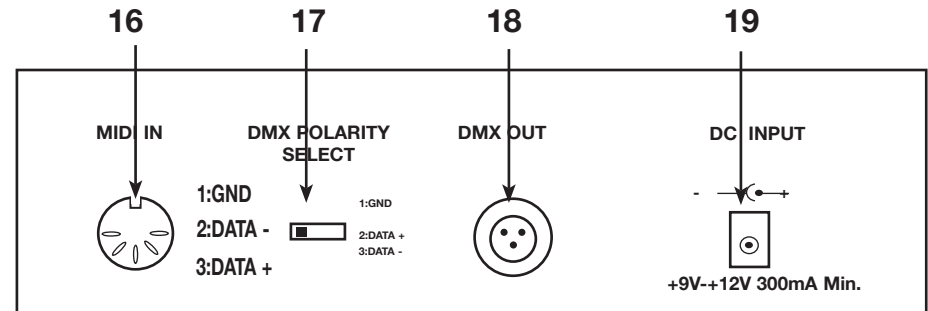 16 17 18 19
MIDI IN
DMX POLARITY
SELECT
DMX OUT
DC INPUT
1:GND
2:DATA -
3:DATA +
1:GND
2:DATA +
3:DATA -
- +
+9V-+12V 300mA Min.